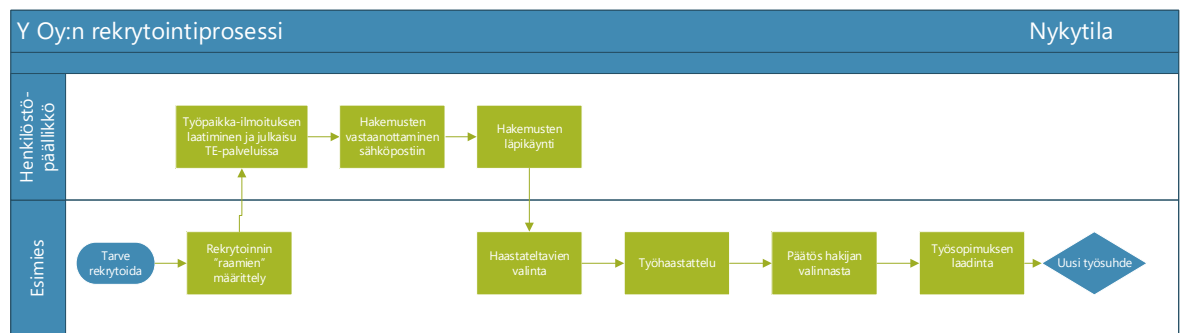 Y Oy:n rekrytointiprosessi
Nykytila
Henkilöstö-
päällikkö
Työpaikka-ilmoituksen
laatiminen ja julkaisu
TE-palveluissa
Hakemusten
vastaanottaminen
sähköpostiin
Hakemusten
läpikäynti
Esimies
Tarve
rekrytoida
Rekrytoinnin
"raamien"
määrittely
Haastateltavien
valinta
Työhaastattelu
Päätös hakijan
valinnasta
Työsopimuksen
laadinta
Uusi työsuhde